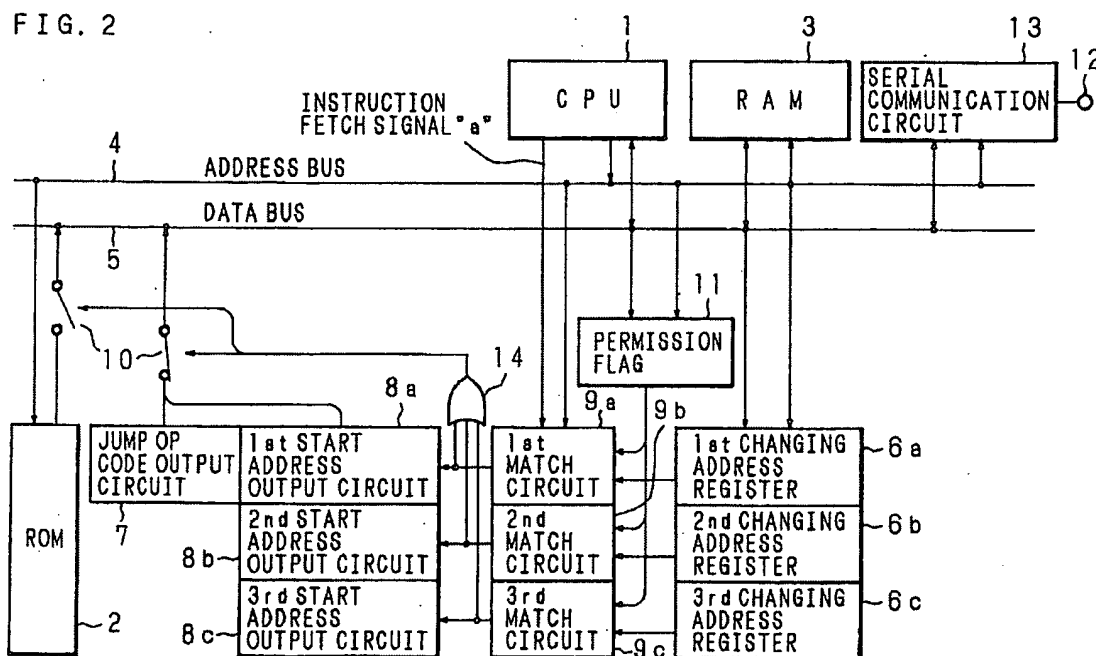 FIG. 2
1
3
13
12
CPU
RAM
SERIAL
COMMUNICATION
CIRCUIT
INSTRUCTION
FETCH SIGNAL "a"
4
ADDRESS BUS
DATA BUS
5
11
PERMISSION
FLAG
10
14
8a
9a
9b
JUMP OP
CODE OUTPUT
CIRCUIT
7
1st START
ADDRESS
OUTPUT CIRCUIT
1st
MATCH
CIRCUIT
1st CHANGING
ADDRESS
REGISTER
6a
ROM
2
8b
2nd START
ADDRESS
OUTPUT CIRCUIT
2nd
MATCH
CIRCUIT
2nd CHANGING
ADDRESS
REGISTER
6b
8c
3rd START
ADDRESS
OUTPUT CIRCUIT
3rd
MATCH
CIRCUIT
9c
3rd CHANGING
ADDRESS
REGISTER
6c